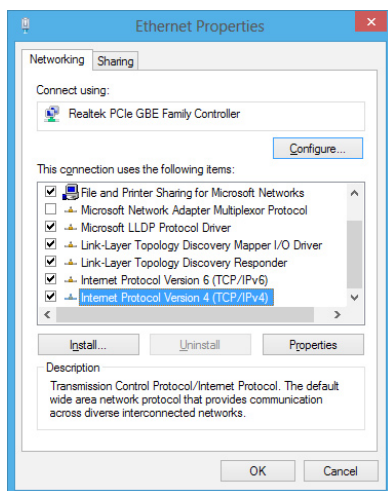 Ethernet Properties
Networking
Sharing
Connect using:
Realtek PCIe GBE Family Controller
Configure...
This connection uses the following items:
File and Printer Sharing for Microsoft Networks
Microsoft Network Adapter Multiplexor Protocol
Microsoft LLDP Protocol Driver
Link-Layer Topology Discovery Mapper I/O Driver
Link-Layer Topology Discovery Responder
Internet Protocol Version 6 (TCP/IPv6)
Internet Protocol Version 4 (TCP/IPv4)
Install...
Uninstall
Properties
Description
Transmission Control Protocol/Internet Protocol. The default
wide area network protocol that provides communication
across diverse interconnected networks.
OK
Cancel